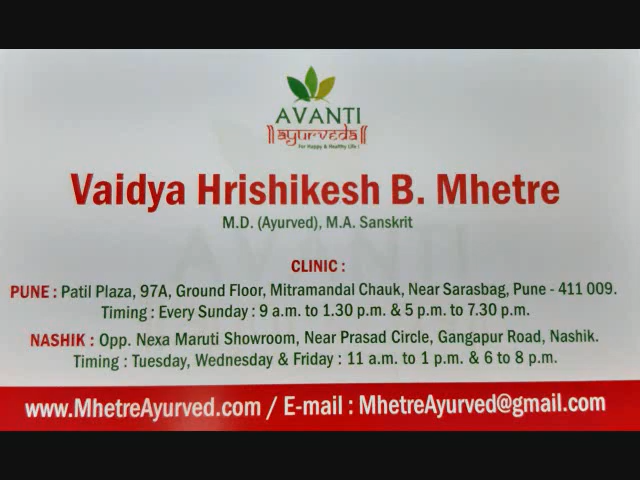 AVANTI
॥ayurveda॥
For Happy & Healthy Life !
Vaidya Hrishikesh B. Mhetre
M.D. (Ayurved), M.A. Sanskrit
CLINIC :
PUNE : Patil Plaza, 97A, Ground Floor, Mitramandal Chauk, Near Sarasbag, Pune - 411 009.
Timing : Every Sunday : 9 a.m. to 1.30 p.m. & 5 p.m. to 7.30 p.m.
NASHIK : Opp. Nexa Maruti Showroom, Near Prasad Circle, Gangapur Road, Nashik.
Timing : Tuesday, Wednesday & Friday : 11 a.m. to 1 p.m. & 6 to 8 p.m.
www.MhetreAyurved.com / E-mail : MhetreAyurved@gmail.com